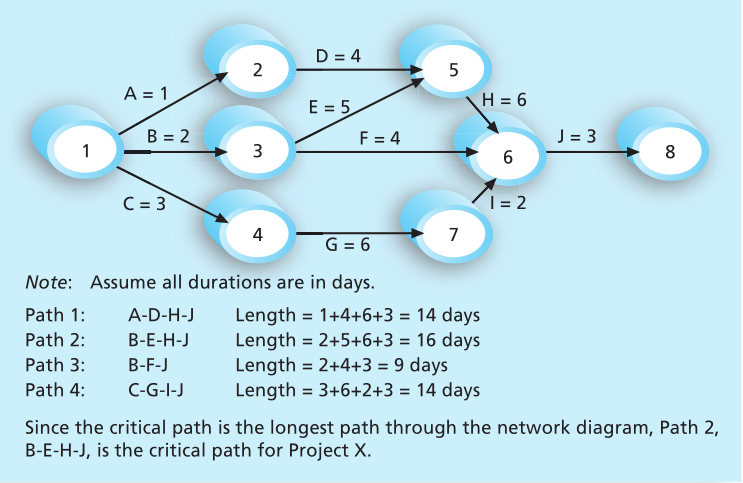 D = 4
2
5
A = 1
E = 5
H = 6
B = 2
F = 4
J = 3
1
3
6
8
C = 3
I = 2
4
7
G = 6
Note: Assume all durations are in days.
Path 1: A-D-H-J Length = 1+4+6+3 = 14 days
Path 2: B-E-H-J Length = 2+5+6+3 = 16 days
Path 3: B-F-J Length = 2+4+3 = 9 days
Path 4: C-G-I-J Length = 3+6+2+3 = 14 days
Since the critical path is the longest path through the network diagram, Path 2,
B-E-H-J, is the critical path for Project X.